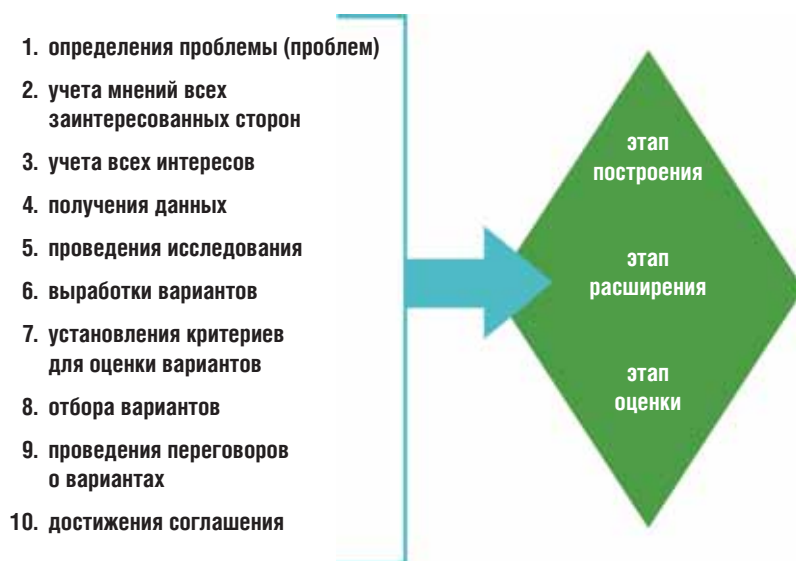 1. определения проблемы (проблем)
2. учета мнений всех
заинтересованных сторон
3. учета всех интересов
4. получения данных
5. проведения исследования
6. выработки вариантов
7. установления критериев
для оценки вариантов
8. отбора вариантов
9. проведения переговоров
о вариантах
10. достижения соглашения
этап
построения
этап
расширения
этап
оценки